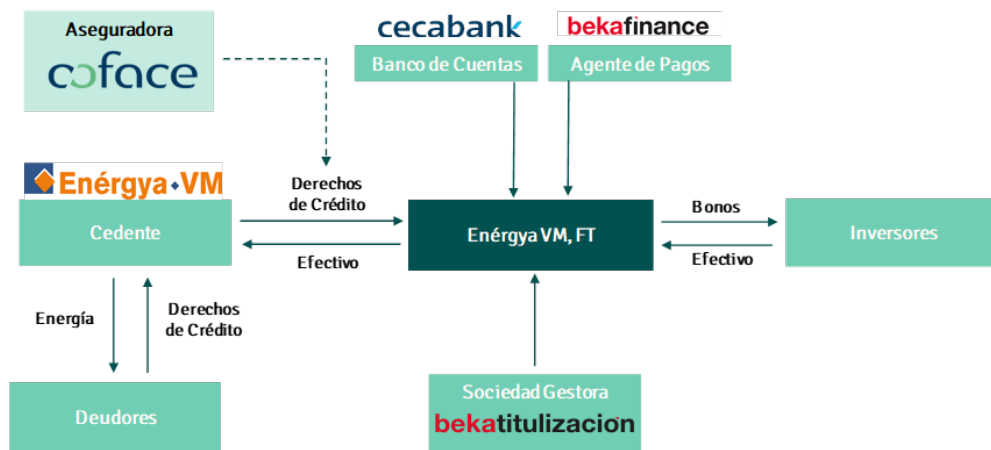 Aseguradora
coface
cecabank
bekafinance
Banco de Cuentas
Agente de Pagos
Enérgya VM
Cedente
Derechos
de Crédito
Efectivo
Enérgya VM, FT
Bonos
Efectivo
Inversores
Energía
Derechos
de Crédito
Deudores
Sociedad Gestora
bekatitulización